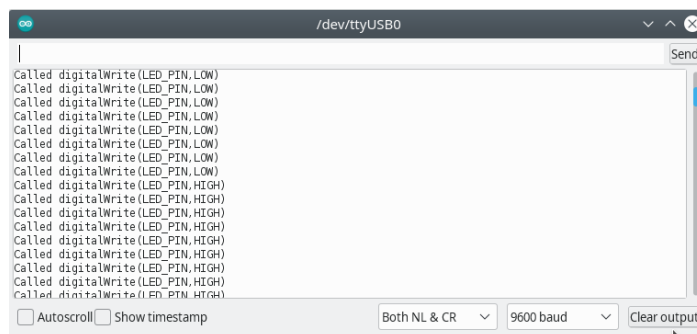 /dev/ttyUSB0
Send
Called digitalWrite(LED_PIN,LOW)
Called digitalWrite(LED_PIN,LOW)
Called digitalWrite(LED_PIN,LOW)
Called digitalWrite(LED_PIN,LOW)
Called digitalWrite(LED_PIN,LOW)
Called digitalWrite(LED_PIN,LOW)
Called digitalWrite(LED_PIN,LOW)
Called digitalWrite(LED_PIN,LOW)
Called digitalWrite(LED_PIN,HIGH)
Called digitalWrite(LED_PIN,HIGH)
Called digitalWrite(LED_PIN,HIGH)
Called digitalWrite(LED_PIN,HIGH)
Called digitalWrite(LED_PIN,HIGH)
Called digitalWrite(LED_PIN,HIGH)
Called digitalWrite(LED_PIN,HIGH)
Called digitalWrite(LED_PIN,HIGH)
Called digitalWrite(LED_PIN,HIGH)
Autoscroll Show timestamp Both NL & CR 9600 baud Clear output